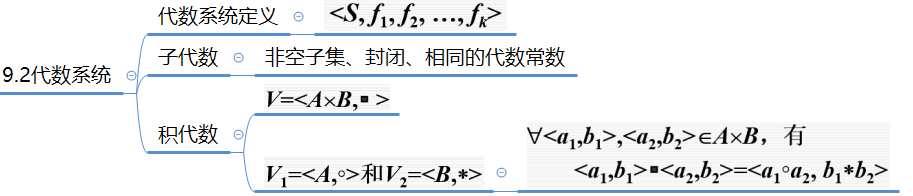 代数系统定义
<S, f₁, f₂, …, fₖ>
9.2代数系统
子代数
非空子集、封闭、相同的代数常数
积代数
V=<A×B,▪ >
V₁=<A,∘>和V₂=<B,*>
∀<a₁,b₁>,<a₂,b₂>∈A×B，有
<a₁,b₁>▪<a₂,b₂>=<a₁∘a₂, b₁*b₂>